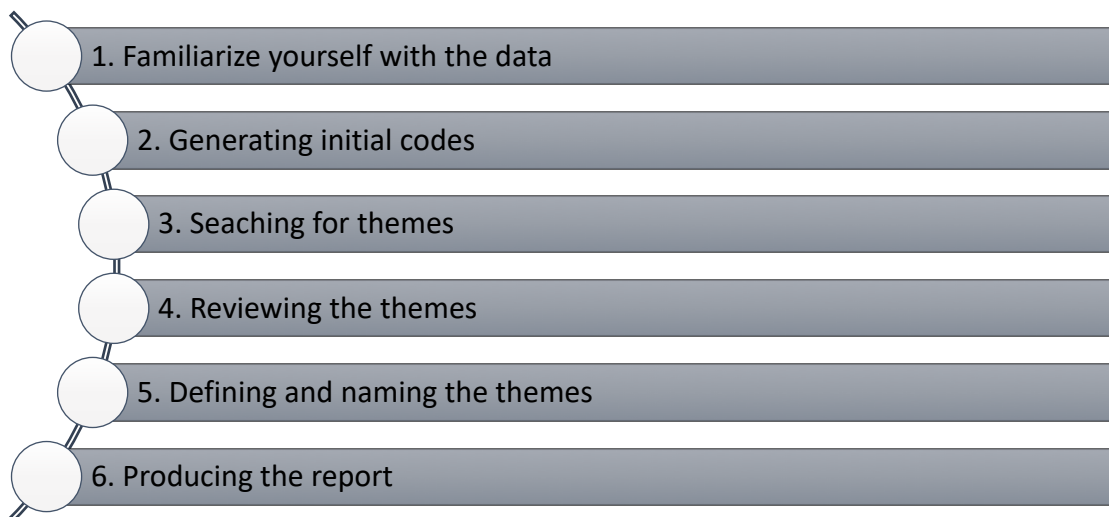 1. Familiarize yourself with the data
2. Generating initial codes
3. Seaching for themes
4. Reviewing the themes
5. Defining and naming the themes
6. Producing the report